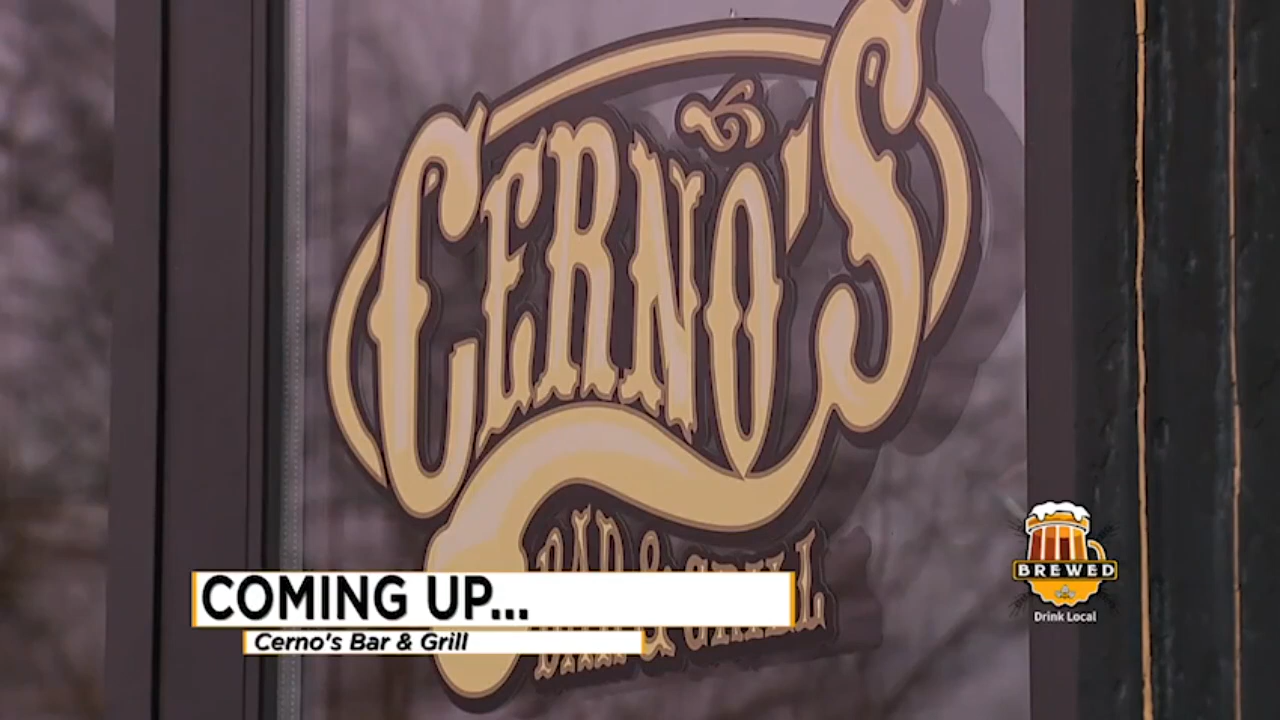 CERNO'S
BAR & GRILL
COMING UP...
Cerno's Bar & Grill
BREWED
Drink Local